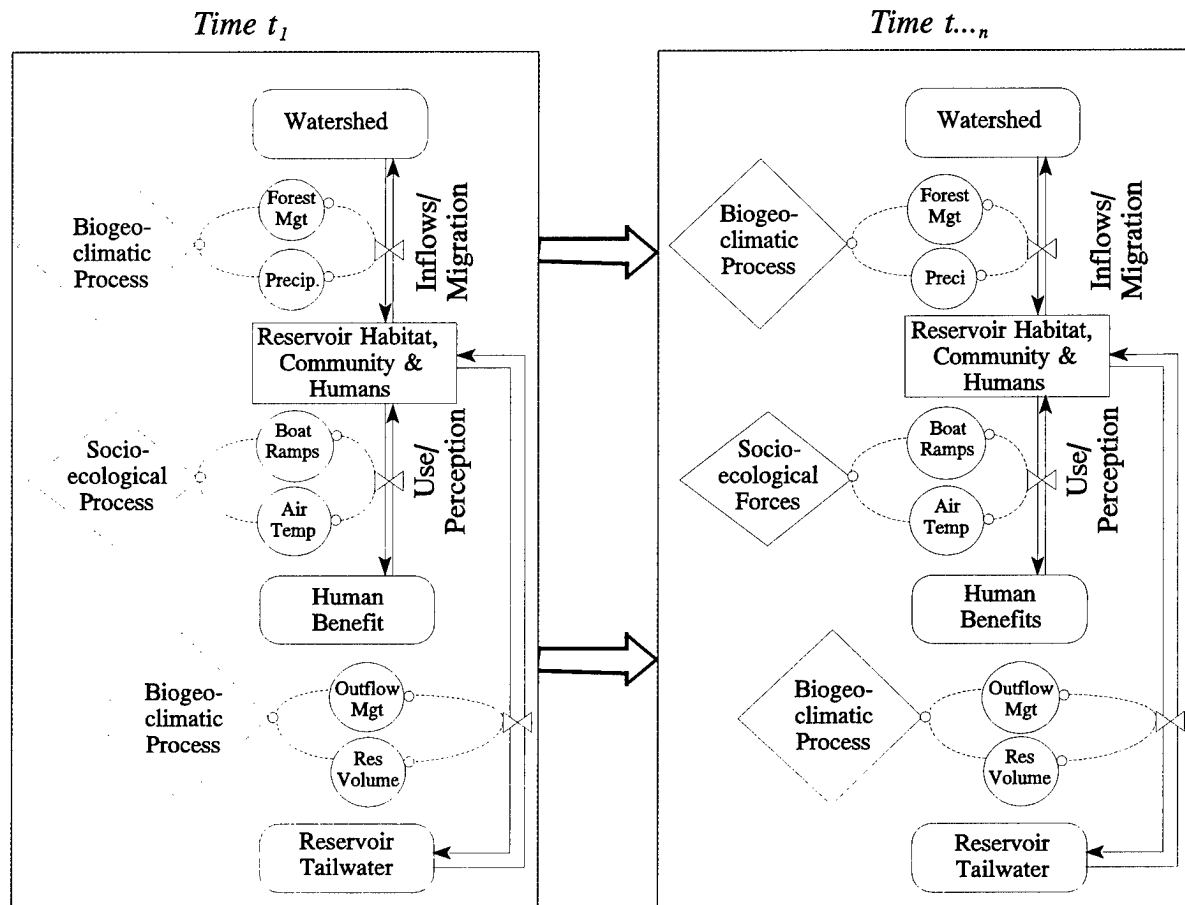 Time t1
Watershed
Forest
Mgt
Precip.
Biogeo-
climatic
Process
Inflows/
Migration
Reservoir Habitat,
Community &
Humans
Boat
Ramps
Air
Temp
Socio-
ecological
Process
Use/
Perception
Human
Benefit
Biogeo-
climatic
Process
Outflow
Mgt
Res
Volume
Reservoir
Tailwater
Time t...n
Watershed
Forest
Mgt
Preci
Biogeo-
climatic
Process
Inflows/
Migration
Reservoir Habitat,
Community &
Humans
Boat
Ramps
Air
Temp
Socio-
ecological
Forces
Use/
Perception
Human
Benefits
Biogeo-
climatic
Process
Outflow
Mgt
Res
Volume
Reservoir
Tailwater